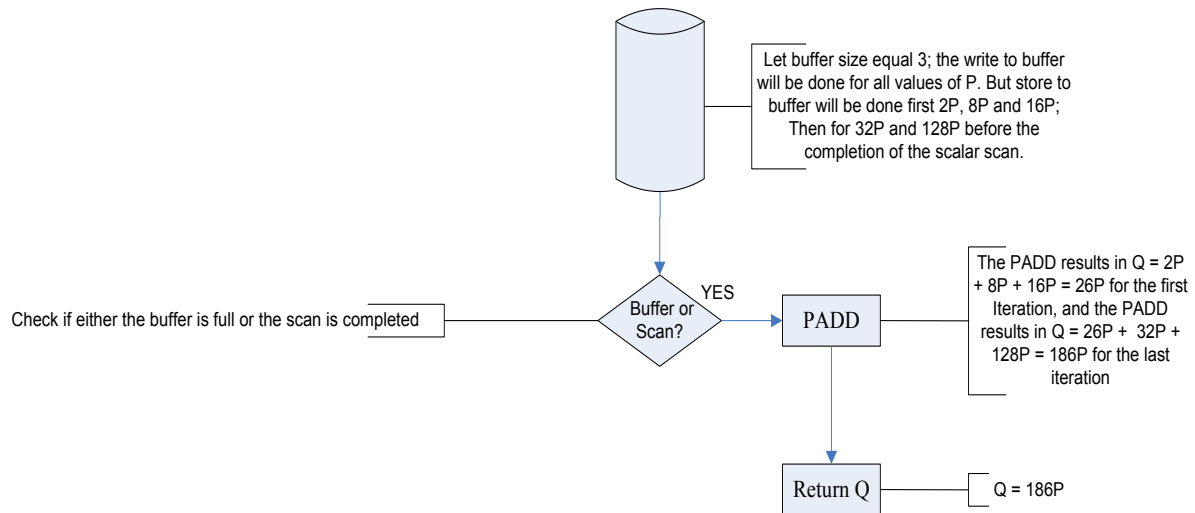 Let buffer size equal 3; the write to buffer
will be done for all values of P. But store to
buffer will be done first 2P, 8P and 16P;
Then for 32P and 128P before the
completion of the scalar scan.
Check if either the buffer is full or the scan is completed
Buffer or
Scan?
YES
PADD
The PADD results in Q = 2P
+ 8P + 16P = 26P for the first
Iteration, and the PADD
results in Q = 26P + 32P +
128P = 186P for the last
iteration
Return Q
Q = 186P